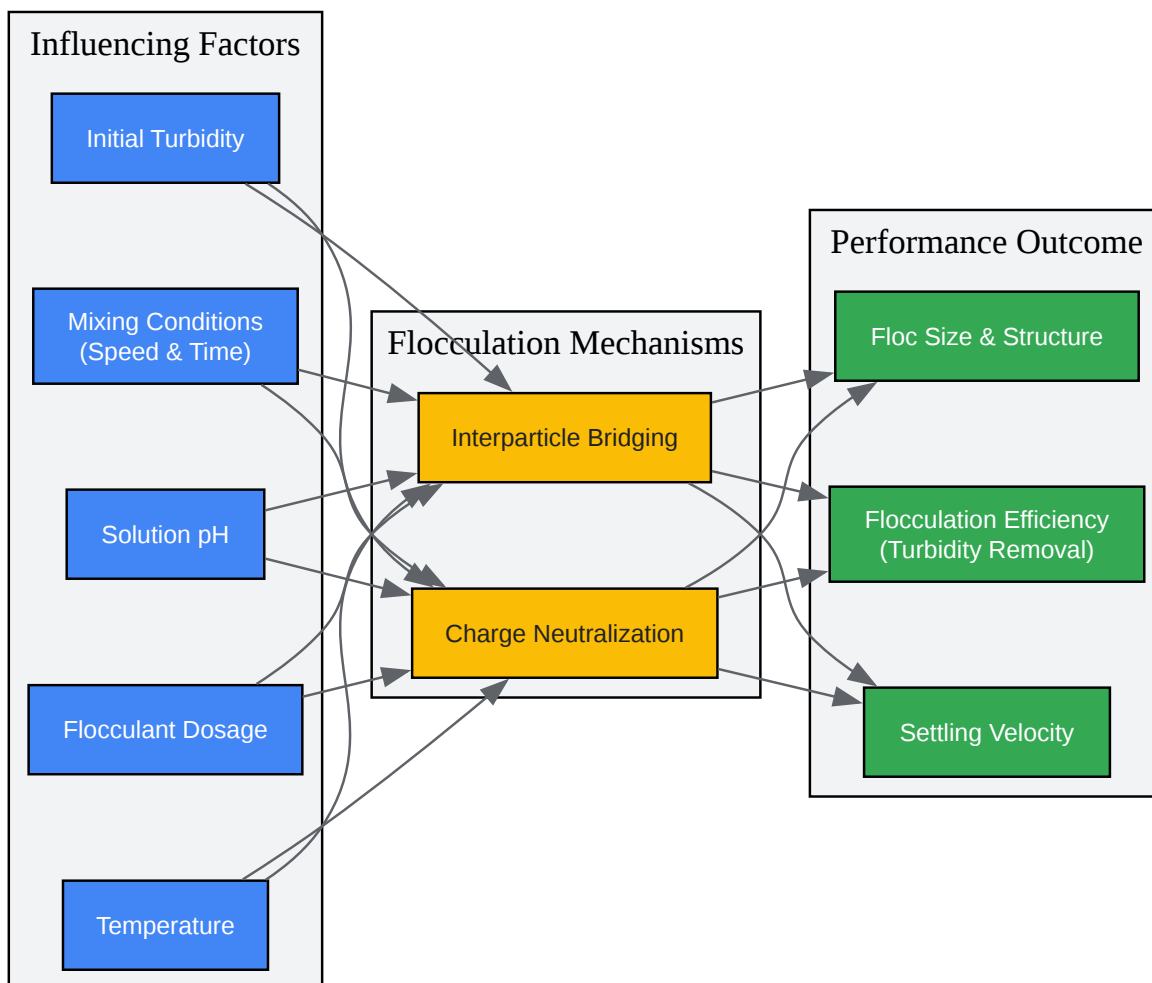 Influencing Factors
Initial Turbidity
Mixing Conditions
(Speed & Time)
Solution pH
Flocculant Dosage
Temperature
Flocculation Mechanisms
Interparticle Bridging
Charge Neutralization
Performance Outcome
Floc Size & Structure
Flocculation Efficiency
(Turbidity Removal)
Settling Velocity